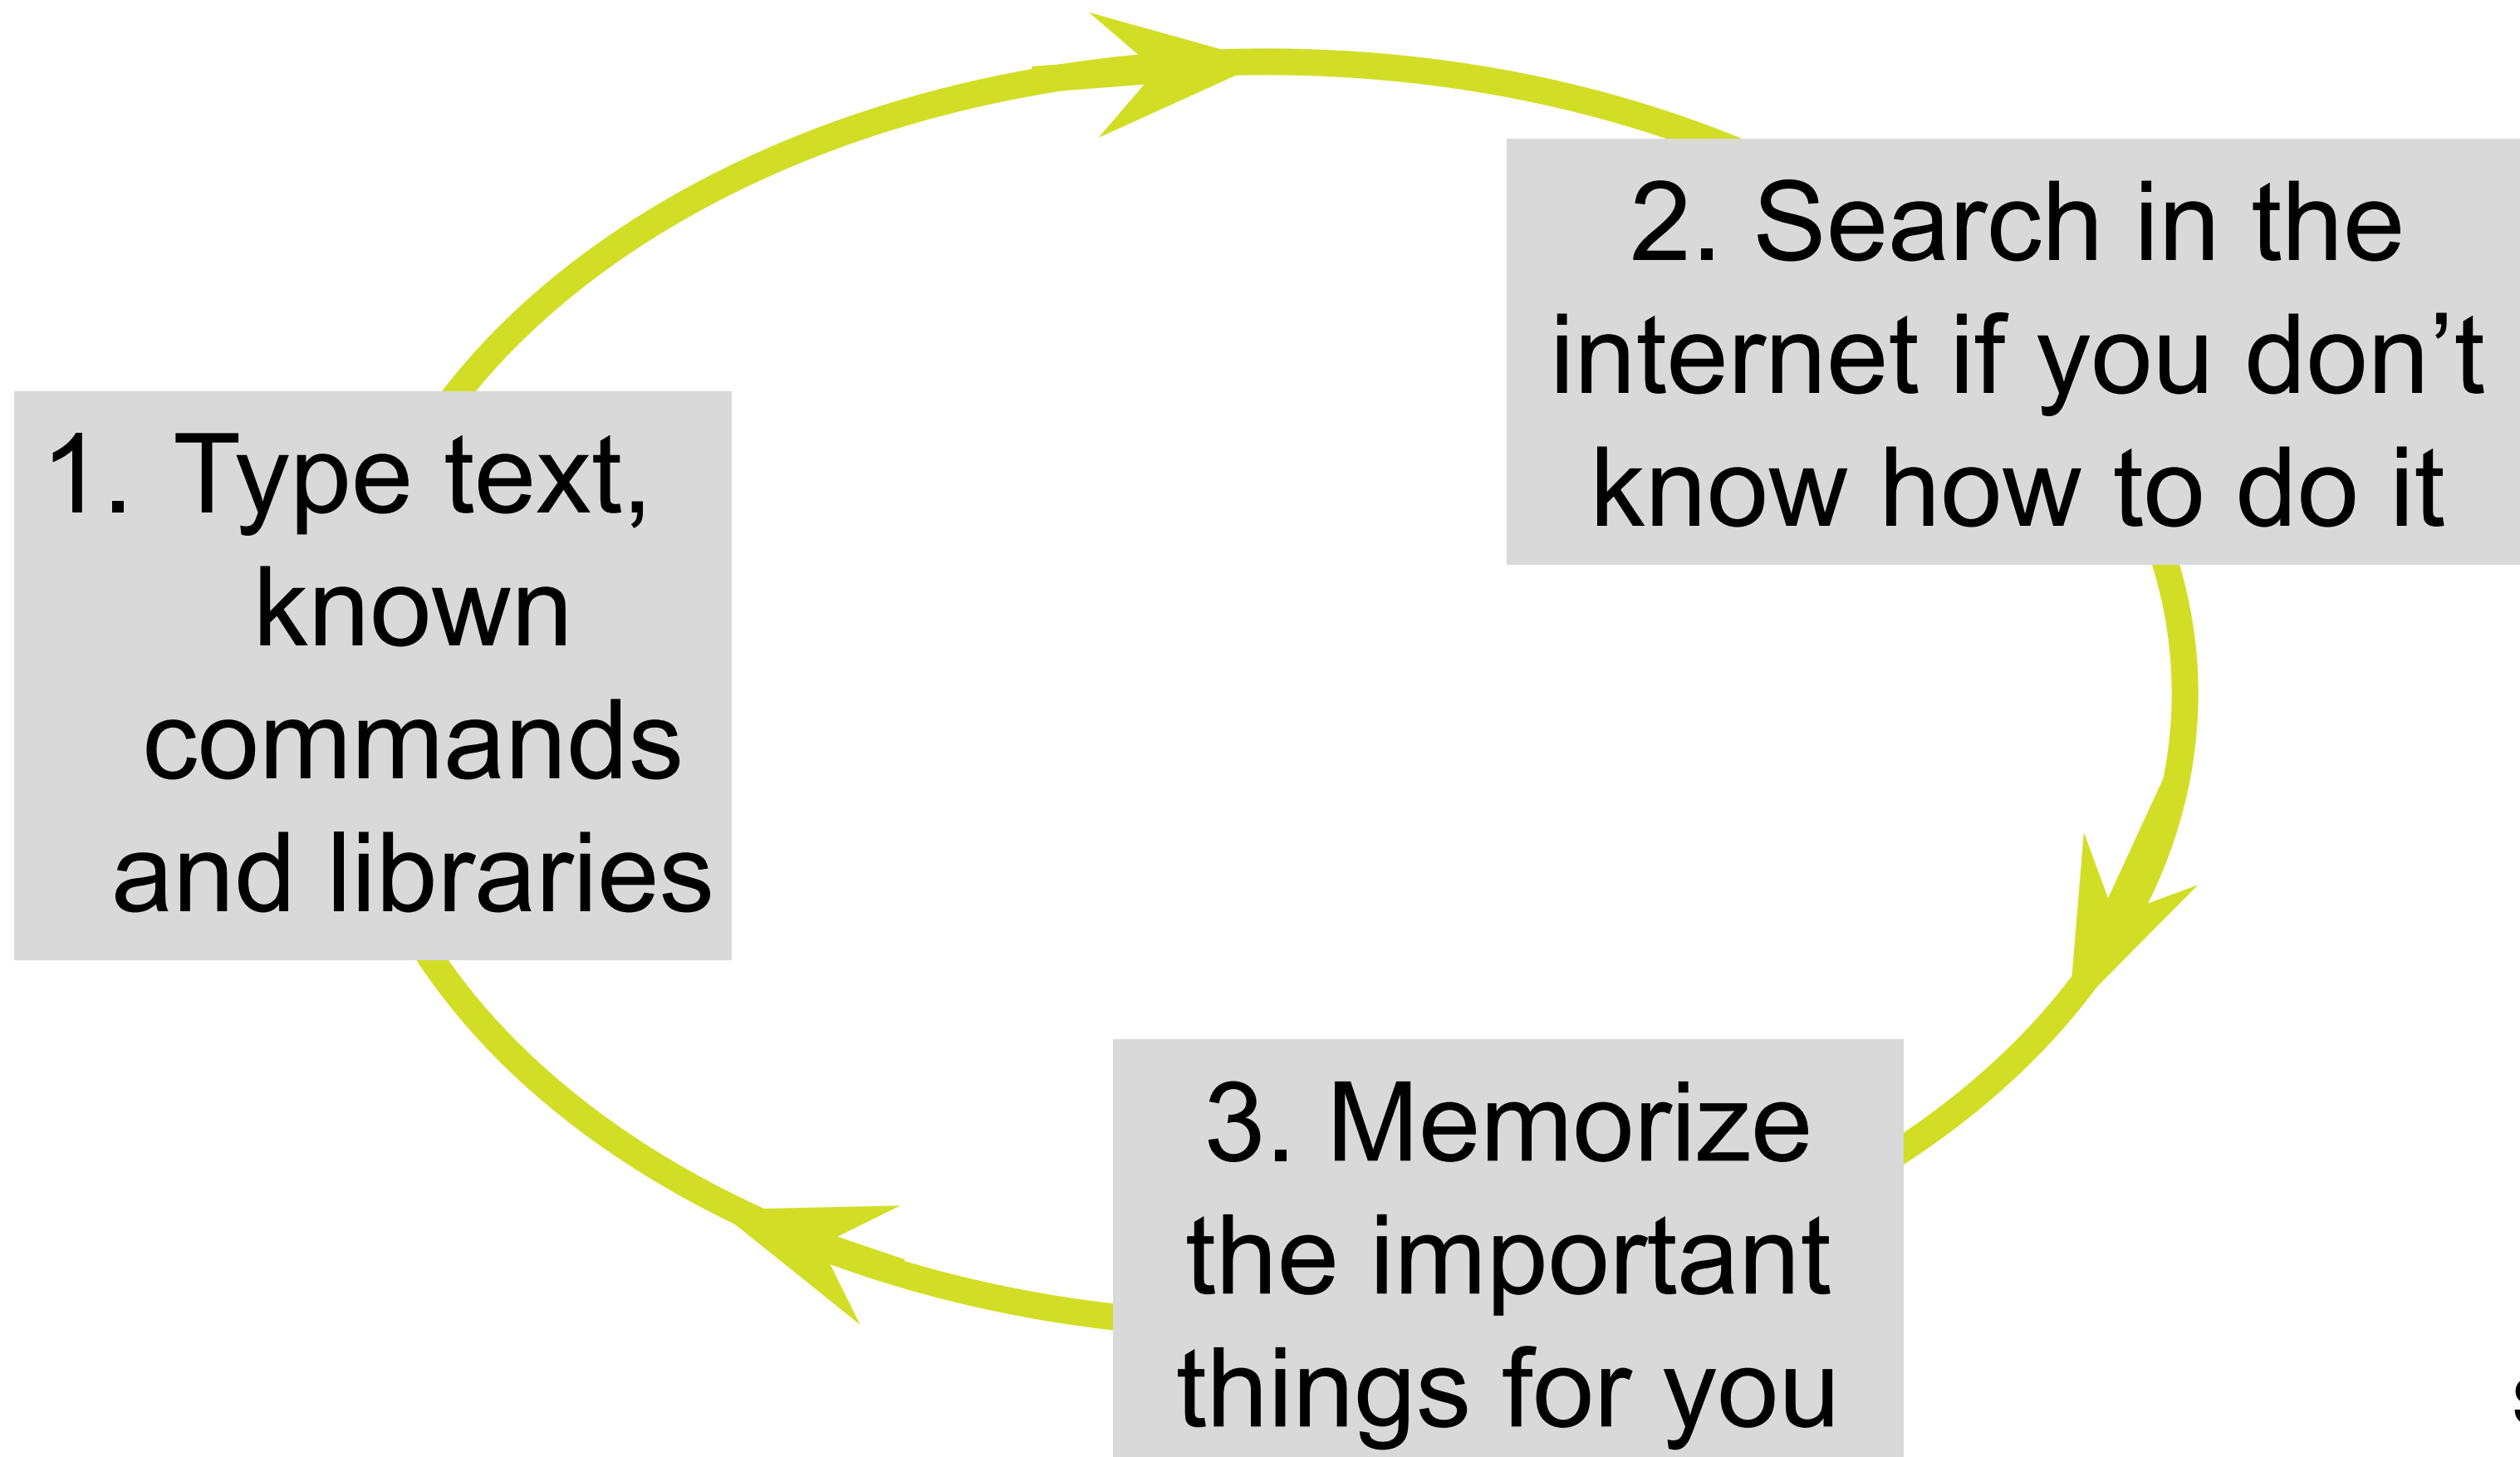 1. Type text,
known
commands
and libraries
2. Search in the
internet if you don’t
know how to do it
3. Memorize
the important
things for you